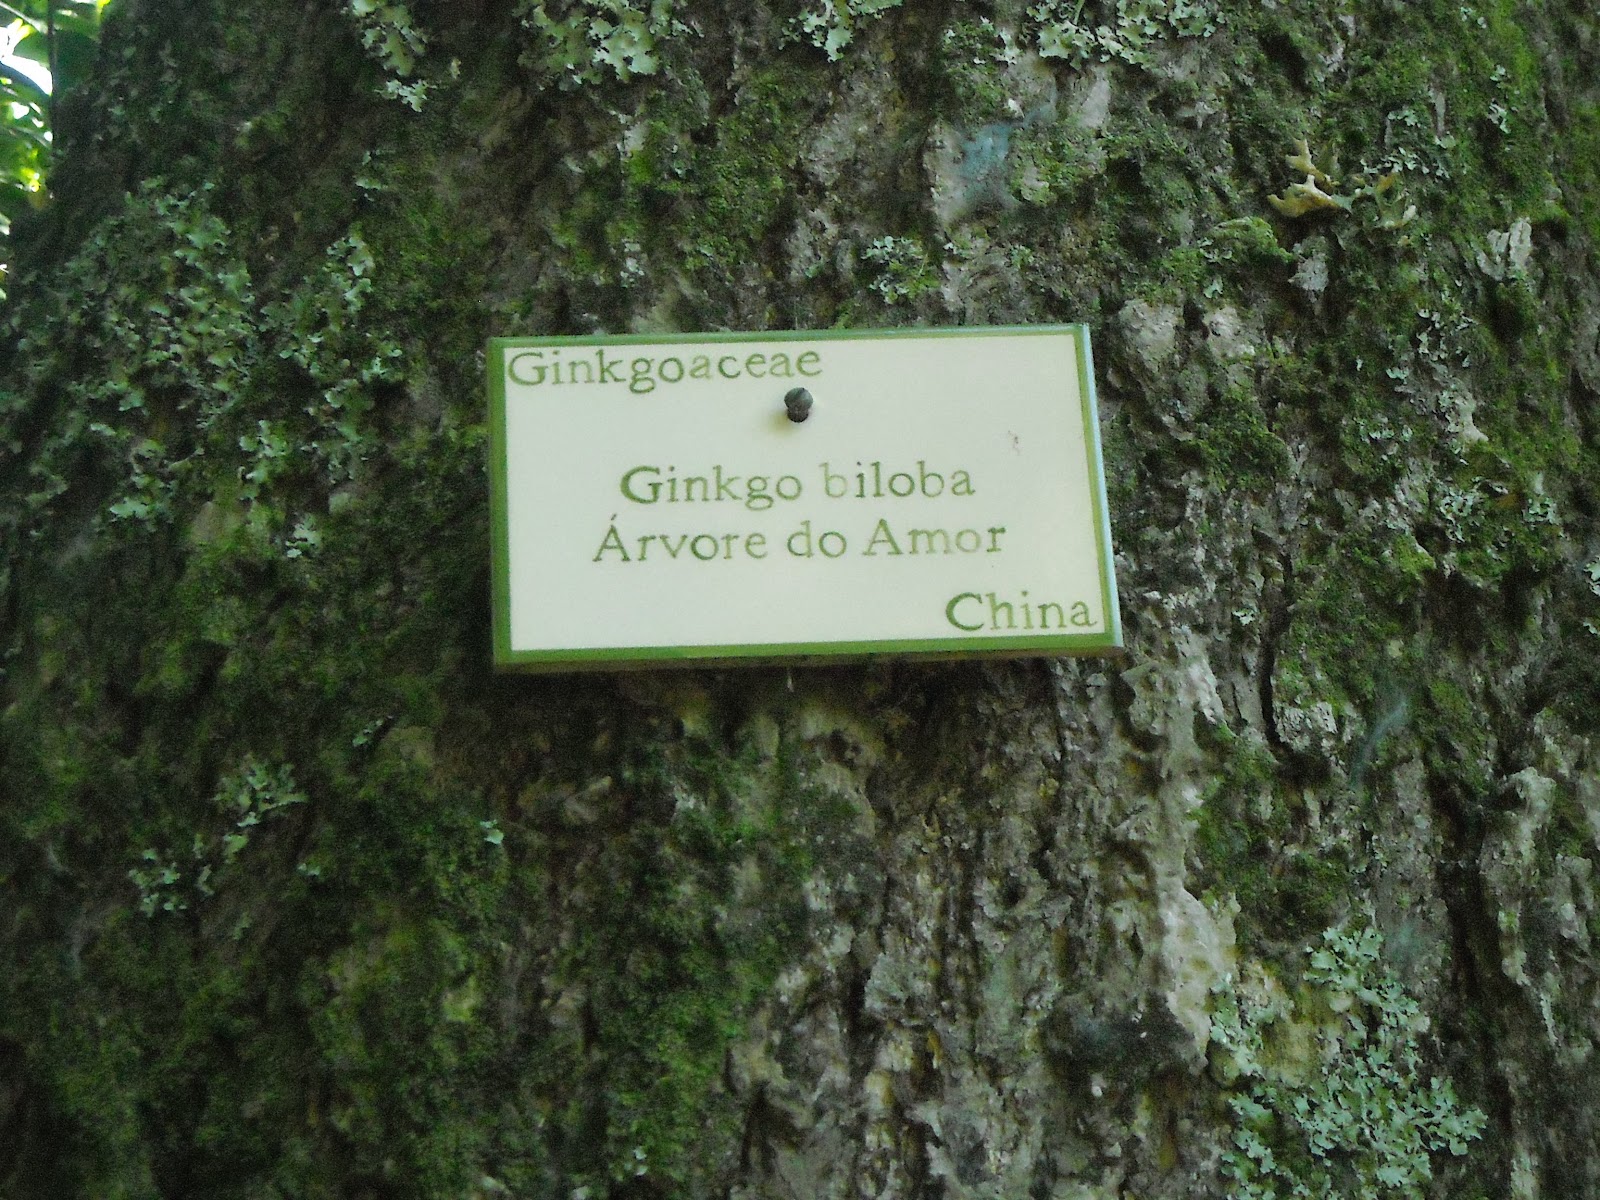 Ginkgoaceae
Ginkgo biloba
Árvore do Amor
China